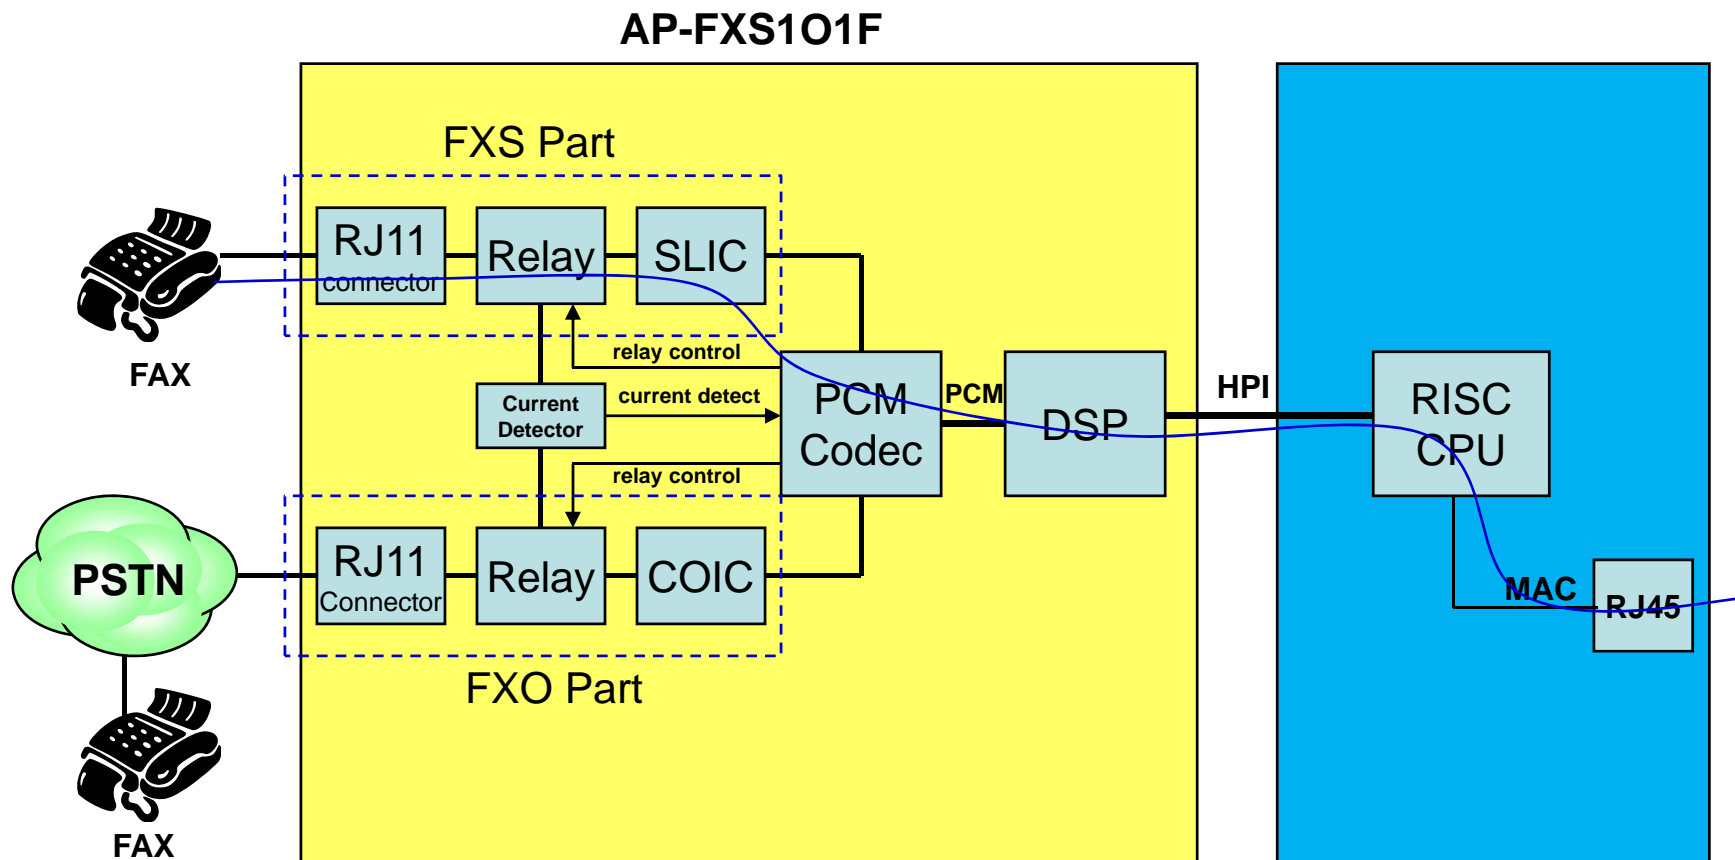 AP-FXS1O1F
FXS Part
RJ11
connector
Relay
SLIC
FAX
relay control
Current
Detector
current detect
PCM
Codec
PCM
DSP
HPI
RISC
CPU
relay control
PSTN
RJ11
Connector
Relay
COIC
MAC
RJ45
FXO Part
FAX